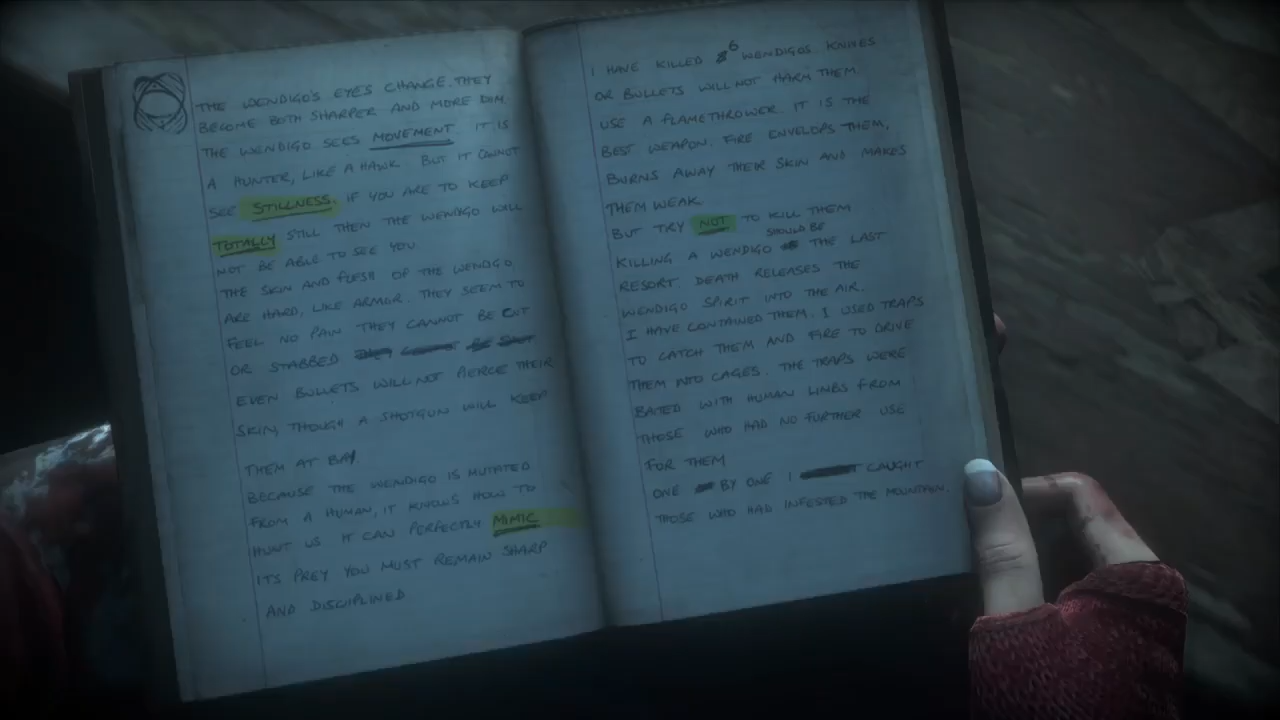 THE WENDIGO'S EYES CHANGE. THEY
BECOME BOTH SHARPER AND MORE DIM.
THE WENDIGO SEES MOVEMENT. IT IS
A HUNTER, LIKE A HAWK. BUT IT CANNOT
SEE STILLNESS. IF YOU ARE TO KEEP
TOTALLY STILL THEN THE WENDIGO WILL
NOT BE ABLE TO SEE YOU
THE SKIN AND FLESH OF THE WENDIGO
ARE HARD, LIKE ARMOR. THEY SEEM TO
FEEL NO PAIN THEY CANNOT BE CUT
OR STABBED
EVEN BULLETS WILL NOT PIERCE THEIR
SKIN, THOUGH A SHOTGUN WILL KEEP
THEM AT BAY
BECAUSE THE WENDIGO IS MUTATED
FROM A HUMAN, IT KNOWS HOW TO
HUNT US IT CAN PERFECTLY MIMIC
ITS PREY YOU MUST REMAIN SHARP
AND DISCIPLINED
I HAVE KILLED 6 WENDIGOS KNIVES
OR BULLETS WILL NOT HARM THEM
USE A FLAMETHROWER. IT IS THE
BEST WEAPON. FIRE ENVELOPS THEM,
BURNS AWAY THEIR SKIN AND MAKES
THEM WEAK
BUT TRY NOT TO KILL THEM
KILLING A WENDIGO SHOULD BE THE LAST
RESORT. DEATH RELEASES THE
WENDIGO SPIRIT INTO THE AIR.
I HAVE CONTAINED THEM. I USED TRAPS
TO CATCH THEM AND FIRE TO DRIVE
THEM INTO CAGES. THE TRAPS WERE
BAITED WITH HUMAN LIMBS FROM
THOSE WHO HAD NO FURTHER USE
FOR THEM
ONE BY ONE I CAUGHT
THOSE WHO HAD INFESTED THE MOUNTAIN.